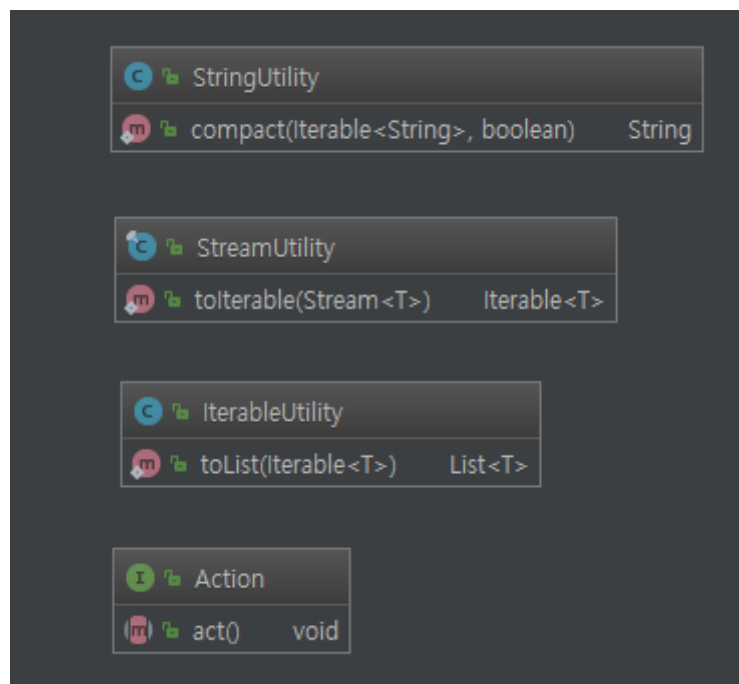 StringUtility
compact(Iterable<String>, boolean) String
StreamUtility
toIterable(Stream<T>) Iterable<T>
IterableUtility
toList(Iterable<T>) List<T>
Action
act() void